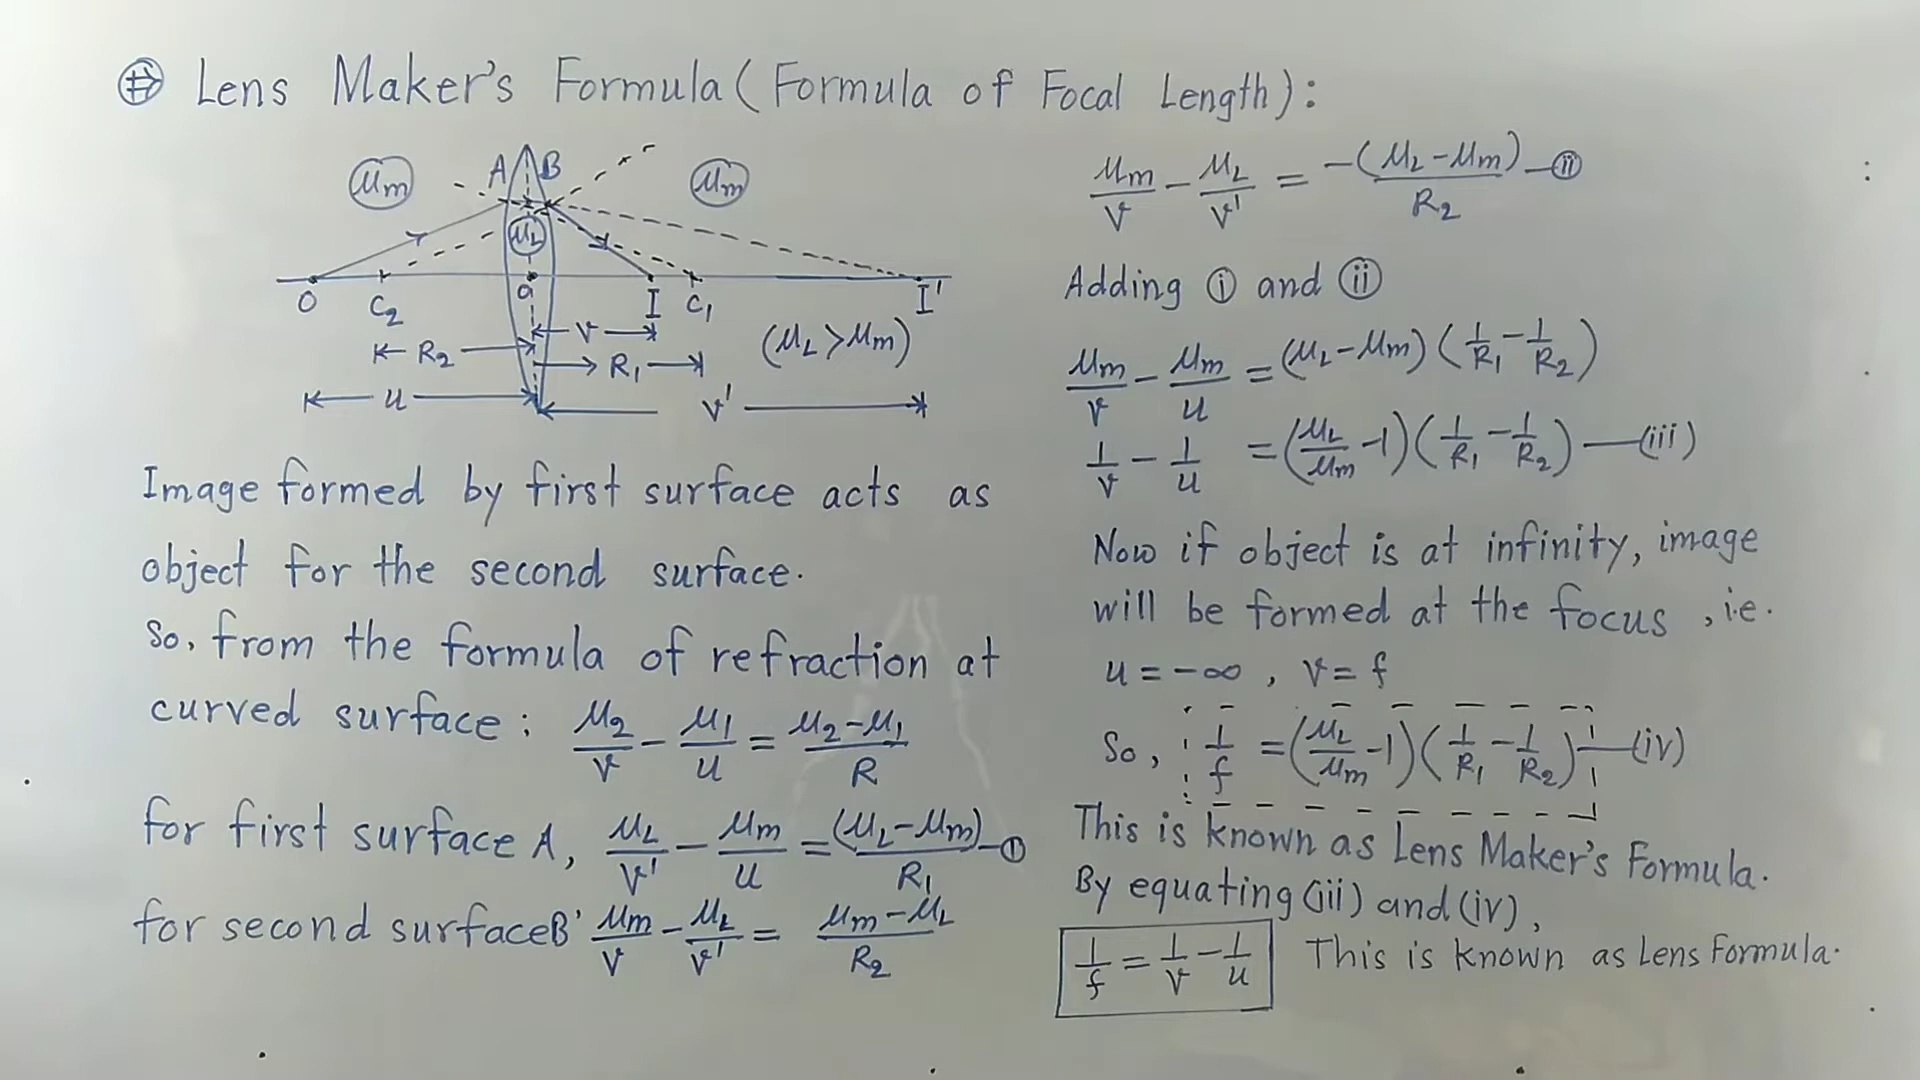 Lens Maker's Formula (Formula of Focal Length):
μm μm
A B
μL
O C2 a I C1 I'
v
R2 R1 (μL > μm)
u v'
Image formed by first surface acts as
object for the second surface.
So, from the formula of refraction at
curved surface: μ2/v - μ1/u = μ2-μ1/R
for first surface A, μL/v' - μm/u = (μL-μm)/R1 - ①
for second surface B' μm/v - μL/v' = μm-μL/R2
μm/v - μL/v' = -(μL-μm)/R2 - ⑪
Adding ① and ⑪
μm/v - μm/u = (μL-μm)(1/R1 - 1/R2)
1/v - 1/u = (μL/μm - 1)(1/R1 - 1/R2) — (iii)
Now if object is at infinity, image
will be formed at the focus, i.e.
u = -∞, v = f
So, 1/f = (μL/μm - 1)(1/R1 - 1/R2) — (iv)
This is known as Lens Maker's Formula.
By equating (iii) and (iv),
1/f = 1/v - 1/u This is known as Lens Formula.